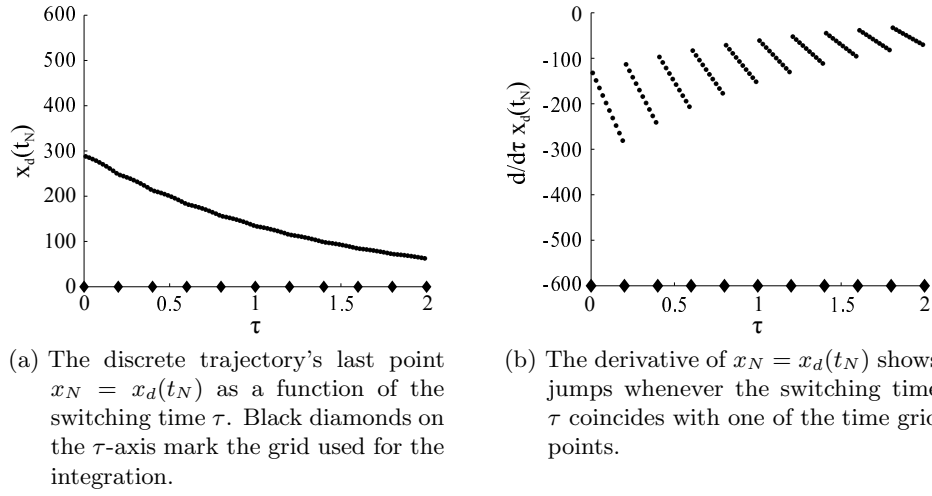 600
500
400
300
200
100
0
x_d(t_N)
0 0.5 1 1.5 2
τ
0
-100
-200
-300
-400
-500
-600
d/dτ x_d(t_N)
0 0.5 1 1.5 2
τ
(a) The discrete trajectory's last point
x_N = x_d(t_N) as a function of the
switching time τ. Black diamonds on
the τ-axis mark the grid used for the
integration.
(b) The derivative of x_N = x_d(t_N) shows
jumps whenever the switching time
τ coincides with one of the time grid
points.